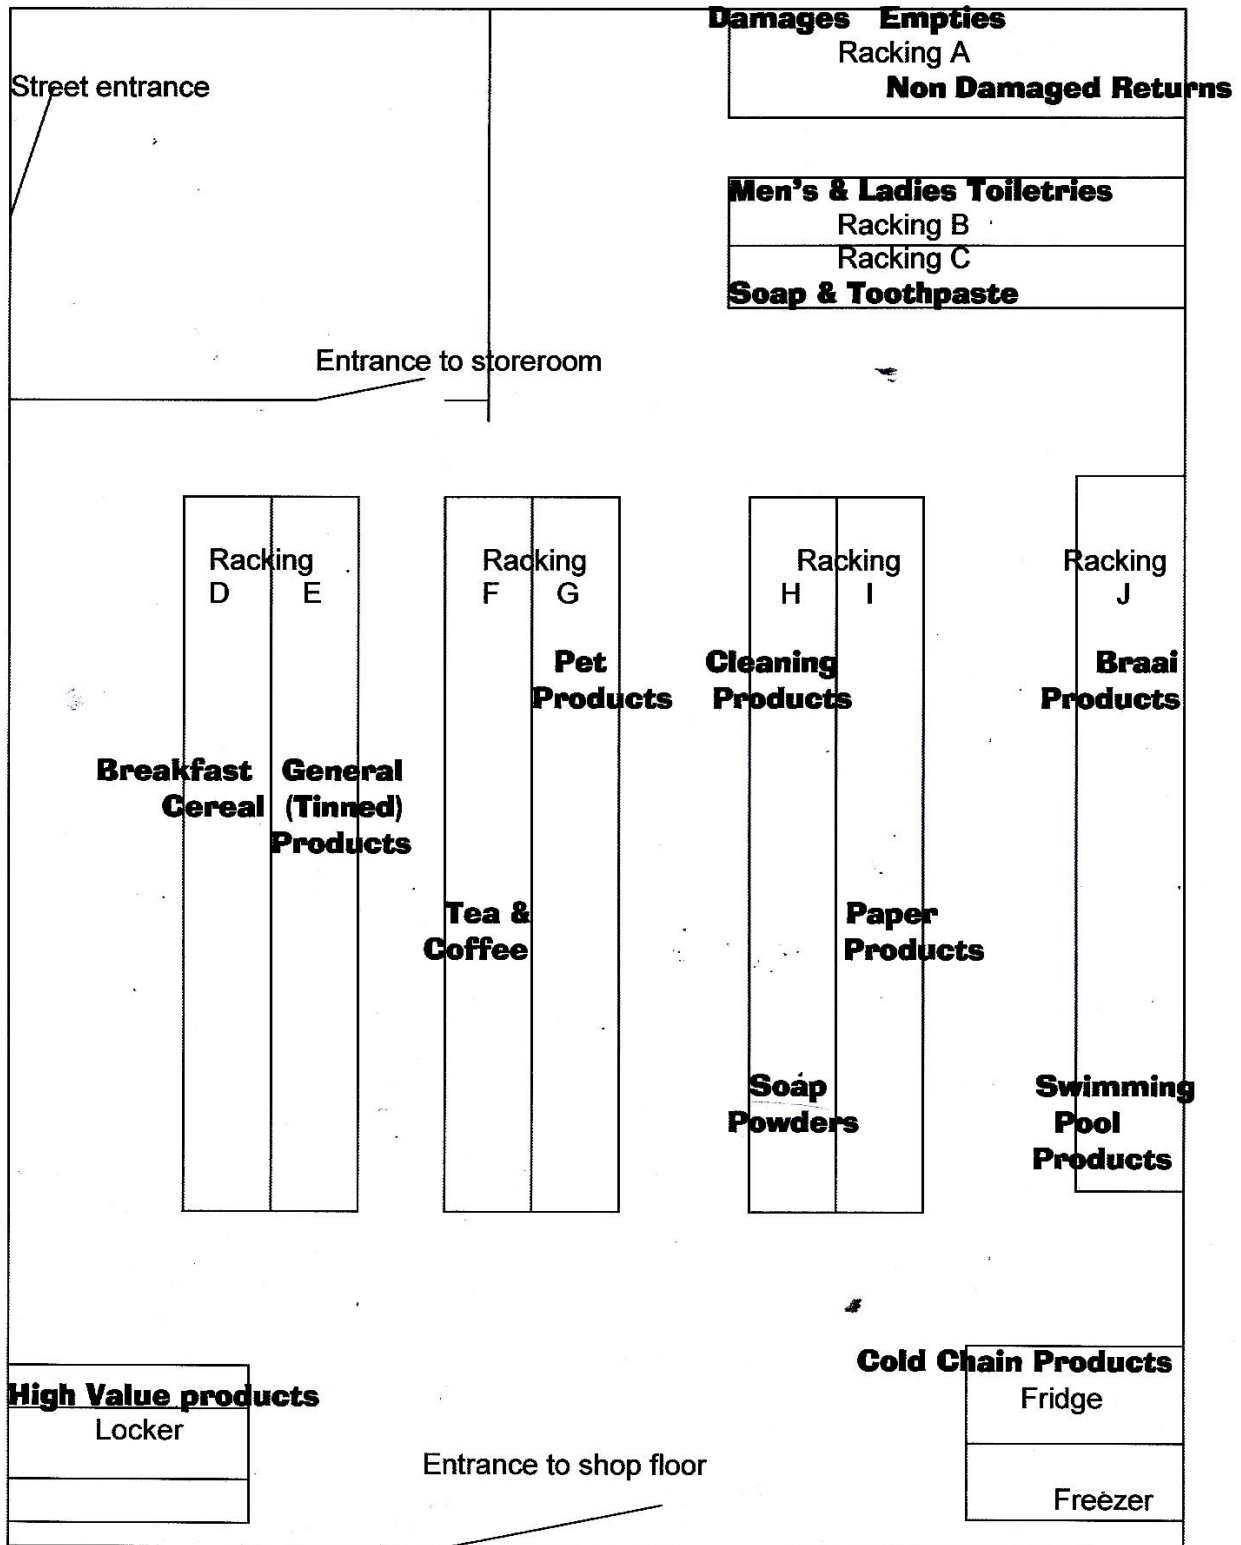 Damages Empties
Racking A
Non Damaged Returns
Street entrance
Men's & Ladies Toiletries
Racking B
Racking C
Soap & Toothpaste
Entrance to storeroom
Racking
D E
Racking
F G
Racking
H I
Racking
J
Pet
Products
Cleaning
Products
Braai
Products
Breakfast
Cereal
General
(Tinned)
Products
Tea &
Coffee
Paper
Products
Soap
Powders
Swimming
Pool
Products
High Value products
Locker
Cold Chain Products
Fridge
Freezer
Entrance to shop floor